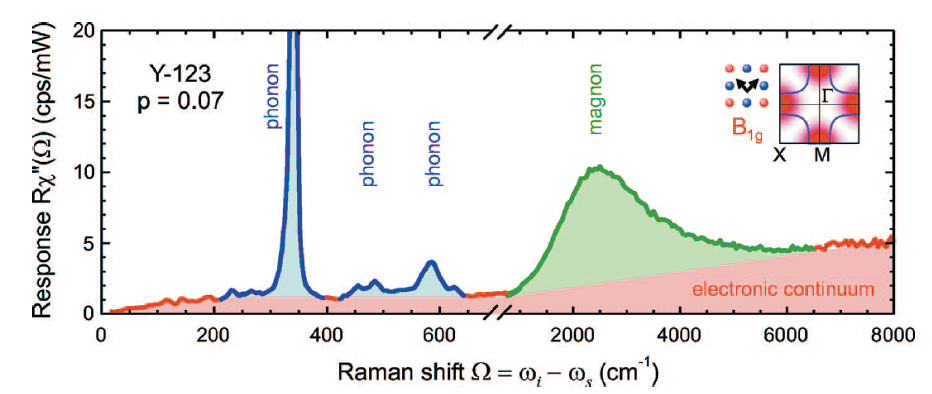 Response Rχ''(Ω) (cps/mW)
20
15
10
5
0
Y-123
p = 0.07
phonon
phonon
phonon
magnon
B1g
Γ
X M
electronic continuum
0 200 400 600 2000 4000 6000 8000
Raman shift Ω = ωi − ωs (cm-1)